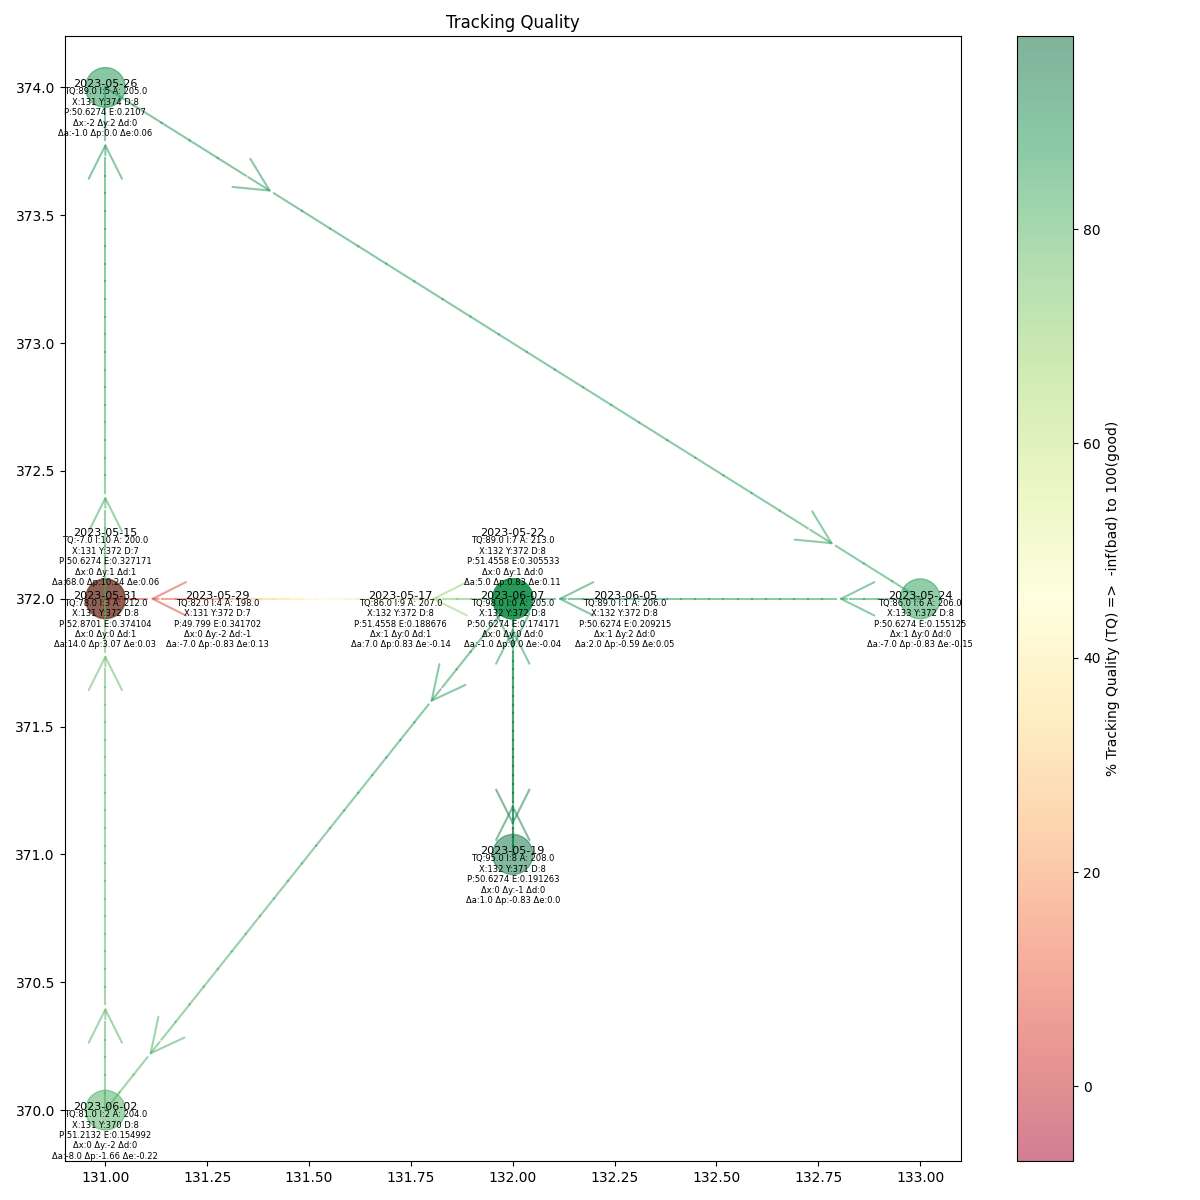 Tracking Quality
2023-05-26
TQ:89.0 I:5 A: 205.0
X:131 Y:374 D:8
P:50.6274 E:0.2107
Δx:-2 Δy:2 Δd:0
Δa:-1.0 Δp:0.0 Δe:0.06
2023-05-15
TQ:-7.0 I:10 A: 200.0
X:131 Y:372 D:7
P:50.6274 E:0.327171
Δx:0 Δy:1 Δd:1
Δa:68.0 Δp:10.24 Δe:0.06
2023-05-22
TQ:89.0 I:7 A: 213.0
X:132 Y:372 D:8
P:51.4558 E:0.305533
Δx:0 Δy:1 Δd:0
Δa:5.0 Δp:0.83 Δe:0.11
2023-05-31
TQ:78.0 I:3 A: 212.0
X:131 Y:372 D:8
P:52.8701 E:0.374104
Δx:0 Δy:0 Δd:1
Δa:14.0 Δp:3.07 Δe:0.03
2023-05-29
TQ:82.0 I:4 A: 198.0
X:131 Y:372 D:7
P:49.799 E:0.341702
Δx:0 Δy:-2 Δd:-1
Δa:-7.0 Δp:-0.83 Δe:0.13
2023-05-17
TQ:86.0 I:9 A: 207.0
X:132 Y:372 D:8
P:51.4558 E:0.188676
Δx:1 Δy:0 Δd:1
Δa:7.0 Δp:0.83 Δe:-0.14
2023-06-07
TQ:98.0 I:0 A: 205.0
X:132 Y:372 D:8
P:50.6274 E:0.174171
Δx:0 Δy:0 Δd:0
Δa:-1.0 Δp:0.0 Δe:-0.04
2023-06-05
TQ:89.0 I:1 A: 206.0
X:132 Y:372 D:8
P:50.6274 E:0.209215
Δx:1 Δy:2 Δd:0
Δa:2.0 Δp:-0.59 Δe:0.05
2023-05-24
TQ:86.0 I:6 A: 206.0
X:133 Y:372 D:8
P:50.6274 E:0.155125
Δx:1 Δy:0 Δd:0
Δa:-7.0 Δp:-0.83 Δe:-0.15
2023-05-19
TQ:95.0 I:8 A: 208.0
X:132 Y:371 D:8
P:50.6274 E:0.191263
Δx:0 Δy:-1 Δd:0
Δa:1.0 Δp:-0.83 Δe:0.0
2023-06-02
TQ:81.0 I:2 A: 204.0
X:131 Y:370 D:8
P:51.2132 E:0.154992
Δx:0 Δy:-2 Δd:0
Δa:-8.0 Δp:-1.66 Δe:-0.22
374.0
373.5
373.0
372.5
372.0
371.5
371.0
370.5
370.0
131.00 131.25 131.50 131.75 132.00 132.25 132.50 132.75 133.00
80
60
40
20
0
% Tracking Quality (TQ) => -inf(bad) to 100(good)